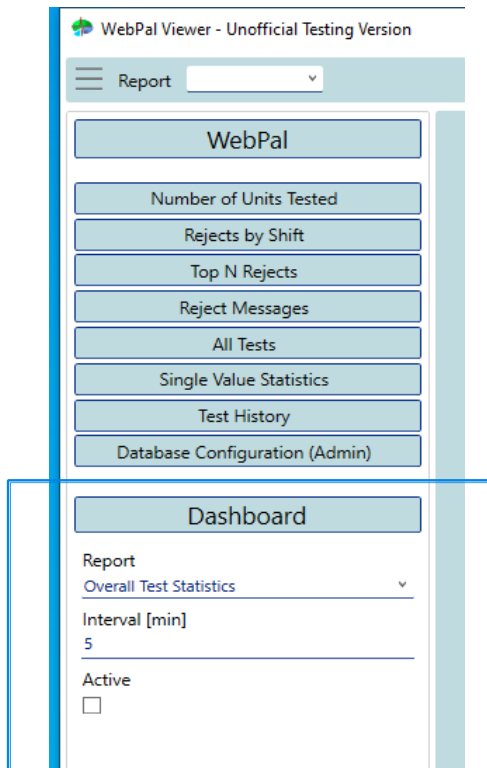 WebPal Viewer - Unofficial Testing Version
Report
WebPal
Number of Units Tested
Rejects by Shift
Top N Rejects
Reject Messages
All Tests
Single Value Statistics
Test History
Database Configuration (Admin)
Dashboard
Report
Overall Test Statistics
Interval [min]
5
Active